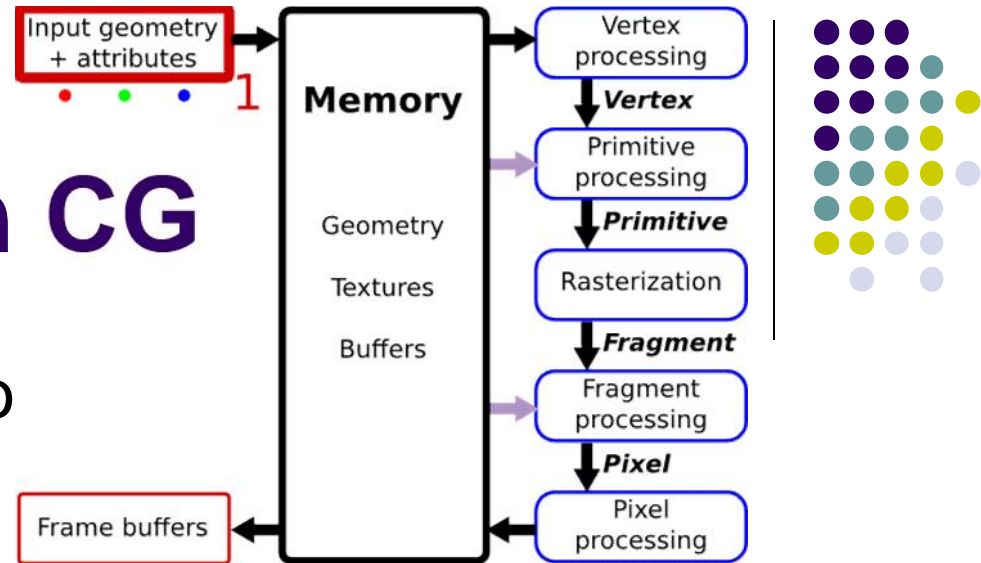 Input geometry
+ attributes
1
CG
Memory
Geometry
Textures
Buffers
Vertex
processing
Vertex
Primitive
processing
Primitive
Rasterization
Fragment
Fragment
processing
Pixel
Pixel
processing
Frame buffers